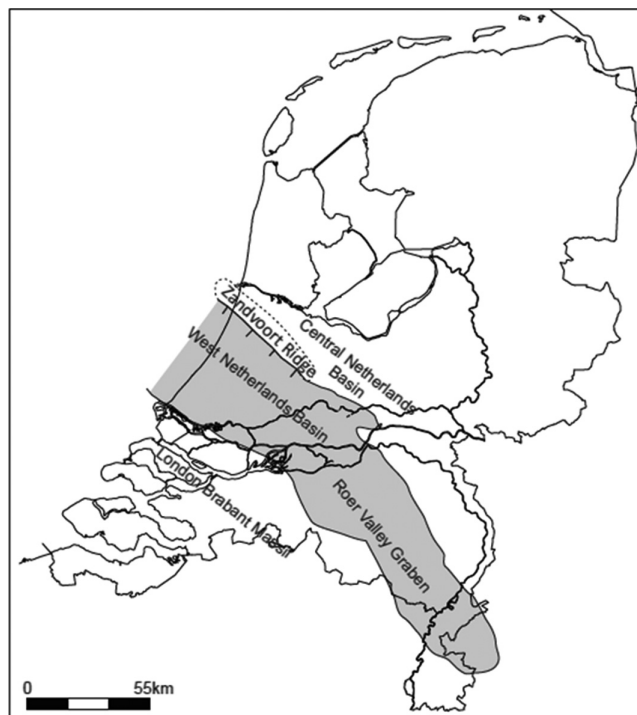 Zandvoort Ridge
Central Netherlands
Basin
West Netherlands Basin
London Brabant Massif
Roer Valley Graben
0 55km